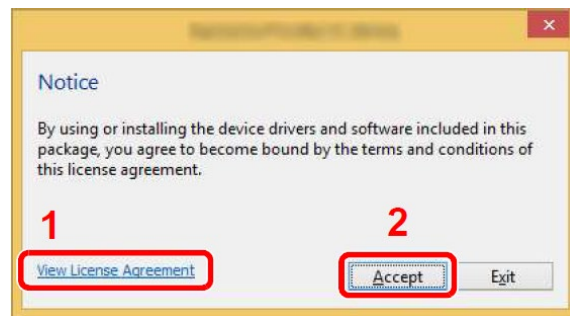 Notice
By using or installing the device drivers and software included in this
package, you agree to become bound by the terms and conditions of
this license agreement.
1
2
View License Agreement
Accept
Exit